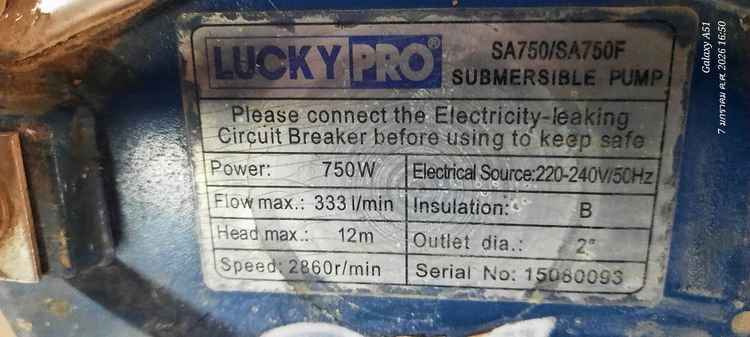 LUCKY PRO®
SA750/SA750F
SUBMERSIBLE PUMP
Please connect the Electricity-leaking
Circuit Breaker before using to keep safe
Power: 750W Electrical Source:220-240V/50Hz
Flow max.: 333 l/min Insulation: B
Head max.: 12m Outlet dia.: 2"
Speed: 2860r/min Serial No: 15080093
Galaxy A51
7 มกราคม ค.ศ. 2026 16:50